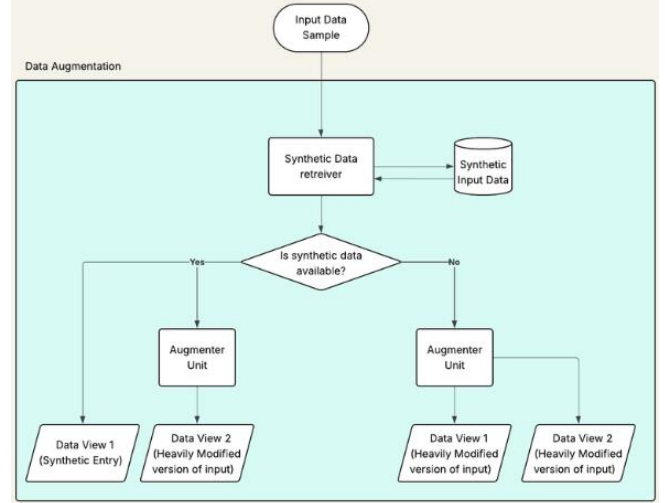 Input Data
Sample
Data Augmentation
Synthetic Data
retreiver
Synthetic
Input Data
Is synthetic data
available?
Yes
No
Augmenter
Unit
Augmenter
Unit
Data View 1
(Synthetic Entry)
Data View 2
(Heavily Modified
version of input)
Data View 1
(Heavily Modified
version of input)
Data View 2
(Heavily Modified
version of input)